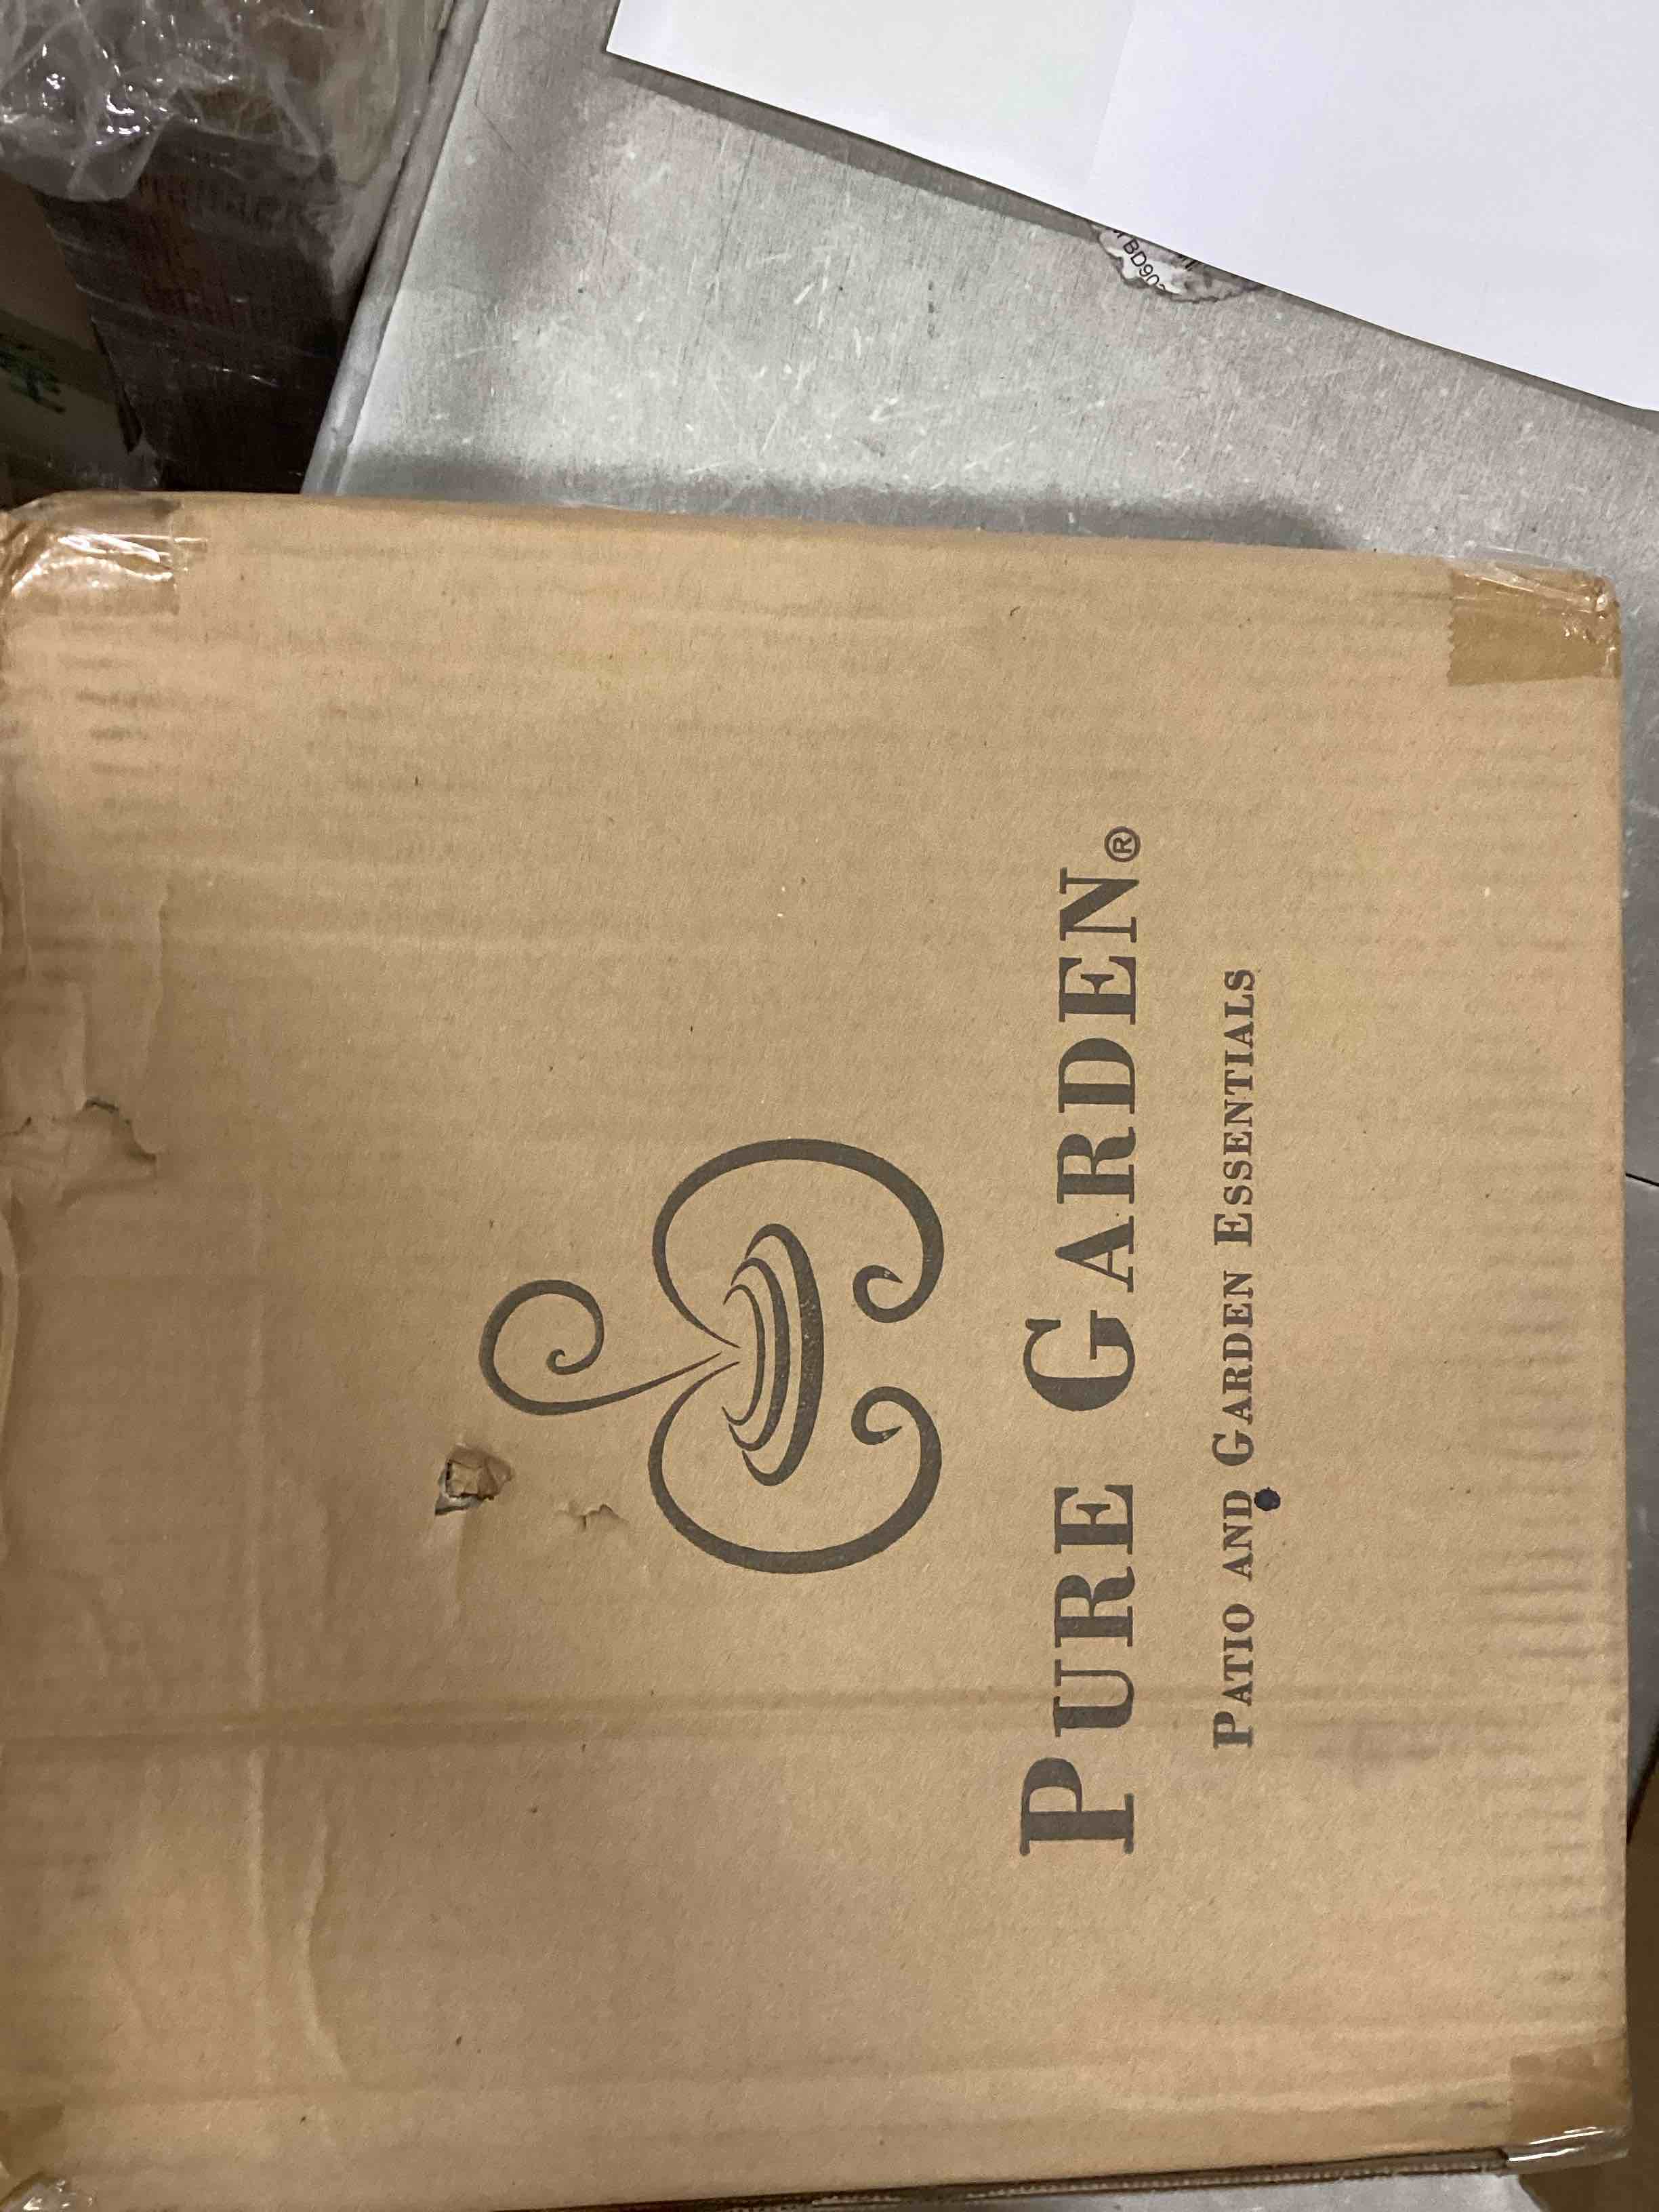 PURE GARDEN®
PATIO AND GARDEN ESSENTIALS